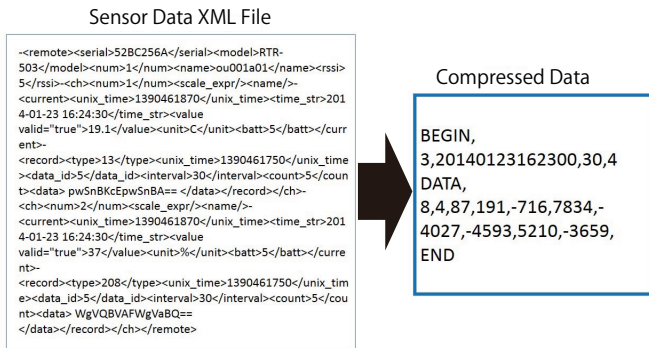 Sensor Data XML File
-<remote><serial>52BC256A</serial><model>RTR-
503</model><num>1</num><name>ou001a01</name><rssi>
5</rssi>-<ch><num>1</num><scale_expr/><name/>-
<current><unix_time>1390461870</unix_time><time_str>201
4-01-23 16:24:30</time_str><value
valid="true">19.1</value><unit>C</unit><batt>5</batt></curr
ent>-
<record><type>13</type><unix_time>1390461750</unix_time
><data_id>5</data_id><interval>30</interval><count>5</coun
t><data> pwSnBKcEpwSnBA== </data></record></ch>-
<ch><num>2</num><scale_expr/><name/>-
<current><unix_time>1390461870</unix_time><time_str>201
4-01-23 16:24:30</time_str><value
valid="true">37</value><unit>%</unit><batt>5</batt></curre
nt>-
<record><type>208</type><unix_time>1390461750</unix_tim
e><data_id>5</data_id><interval>30</interval><count>5</cou
nt><data> WgVQBVAFWgVaBQ==
</data></record></ch></remote>
Compressed Data
BEGIN,
3,20140123162300,30,4
DATA,
8,4,87,191,-716,7834,-
4027,-4593,5210,-3659,
END